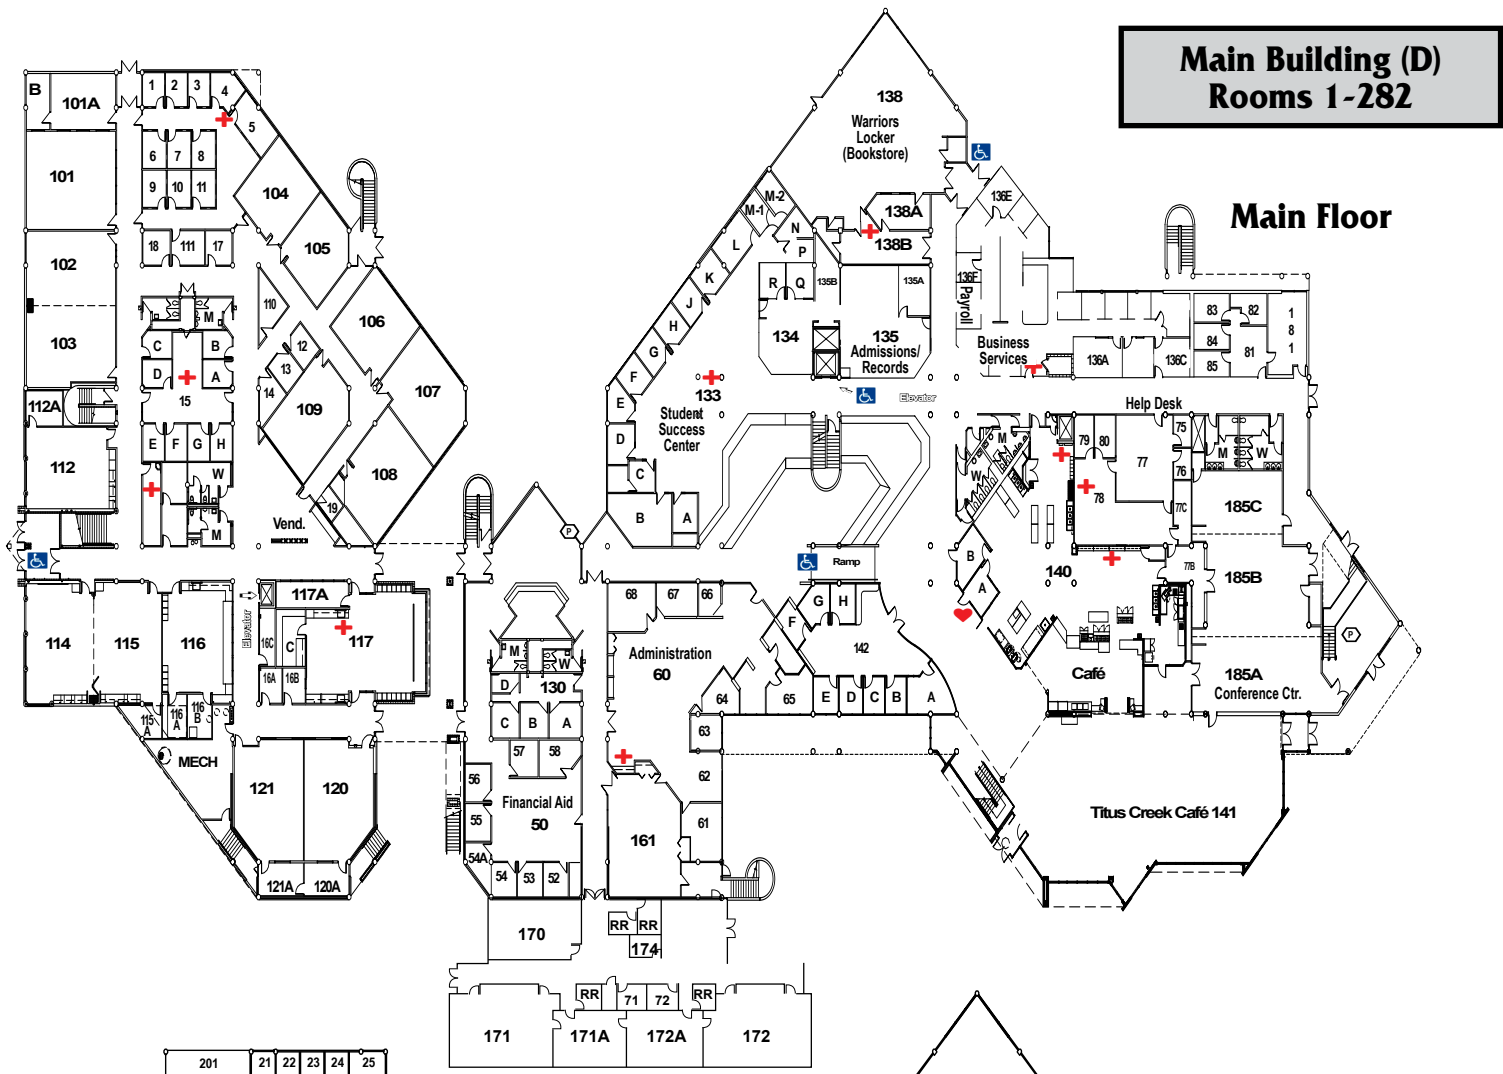 Main Building (D)
Rooms 1-282
Main Floor
B
101A
1
2
3
4
5
101
6
7
8
9
10
11
104
18
111
17
105
102
103
110
M
C
B
D
A
15
12
13
14
106
107
109
108
112A
112
E
F
G
H
W
M
19
Vend.
114
115
116
Elevator
117A
16C
C
117
16A
16B
115
A
116
A
116
B
MECH
121
120
121A
120A
138
Warriors
Locker
(Bookstore)
138A
138B
M-2
M-1
N
P
L
K
J
H
G
F
E
D
C
B
A
R
Q
135B
135A
134
135
Admissions/
Records
133
Student
Success
Center
Elevator
136E
136F
Payroll
Business
Services
136A
136C
83
82
84
85
81
1
8
1
Help Desk
M
W
79
80
77
75
76
78
77C
77B
M
W
185C
185B
185A
Conference Ctr.
B
A
140
Café
P
Titus Creek Café 141
Ramp
P
G
H
F
142
E
D
C
B
A
68
67
66
Administration
60
64
65
63
62
61
161
M
W
D
130
C
B
A
57
58
56
55
Financial Aid
50
54A
54
53
52
170
RR
RR
174
RR
71
72
RR
171
171A
172A
172
201
21
22
23
24
25